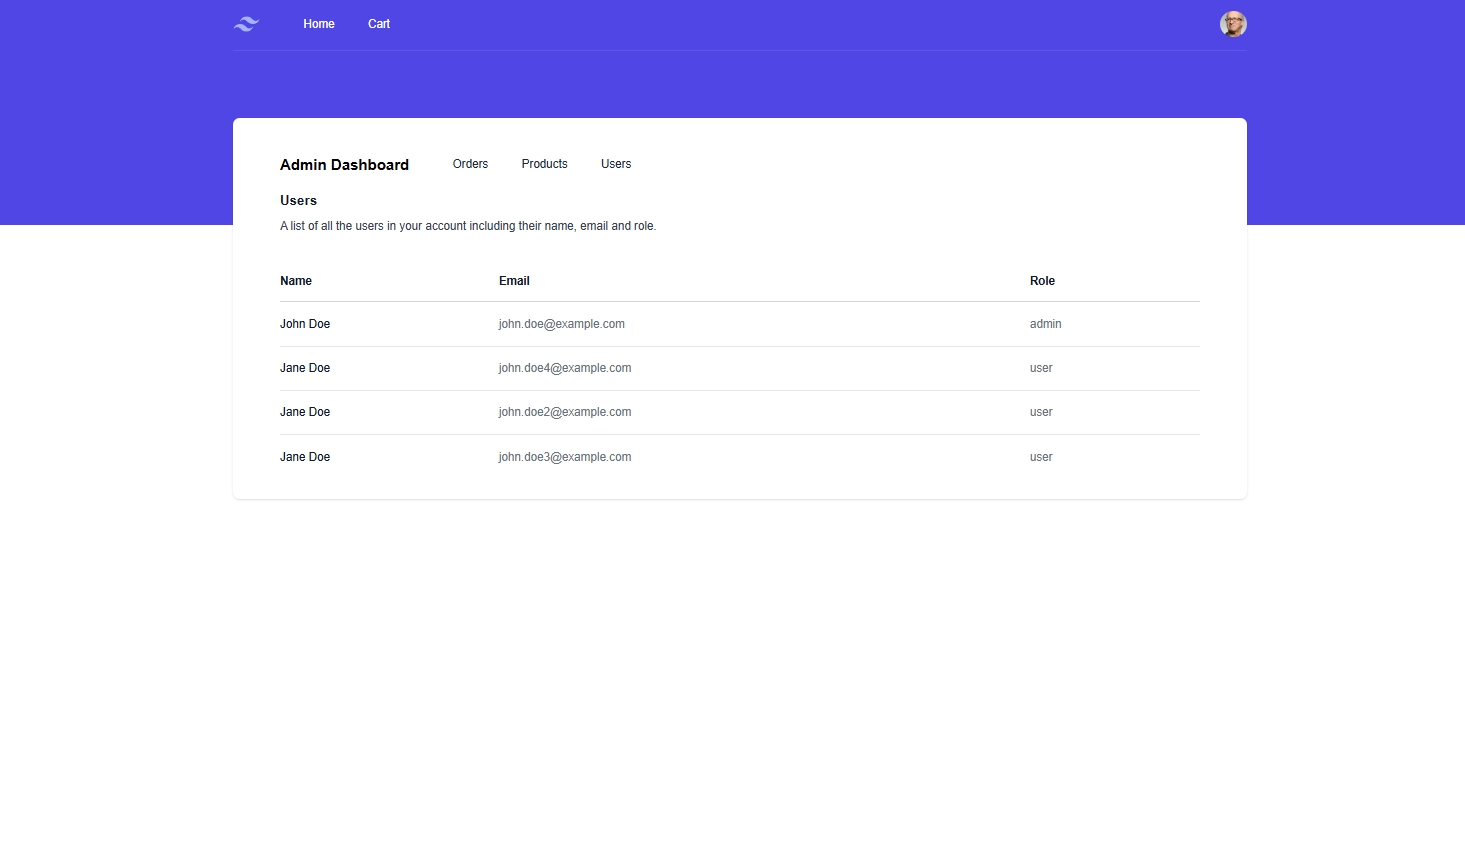 Home Cart
Admin Dashboard Orders Products Users
Users
A list of all the users in your account including their name, email and role.
Name Email Role
John Doe john.doe@example.com admin
Jane Doe john.doe4@example.com user
Jane Doe john.doe2@example.com user
Jane Doe john.doe3@example.com user